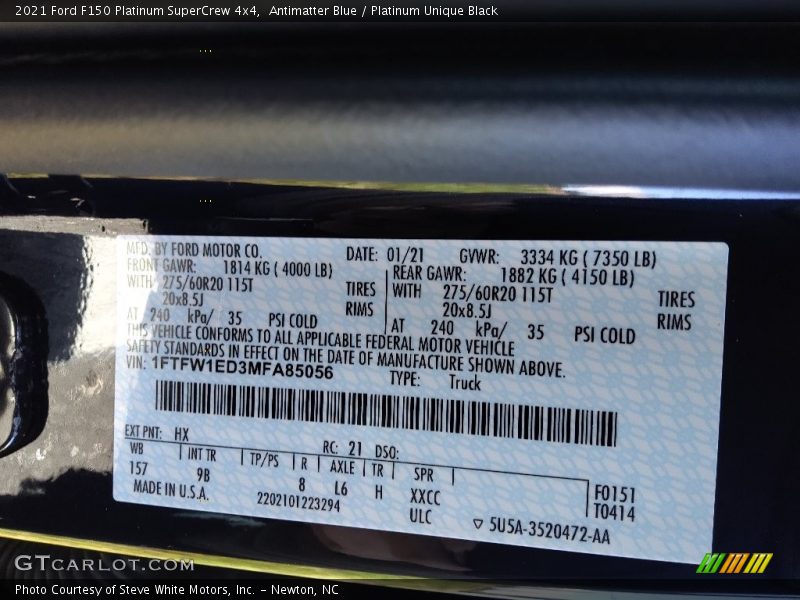 2021 Ford F150 Platinum SuperCrew 4x4, Antimatter Blue / Platinum Unique Black
MFD. BY FORD MOTOR CO. DATE: 01/21 GVWR: 3334 KG ( 7350 LB)
FRONT GAWR: 1814 KG ( 4000 LB) REAR GAWR: 1882 KG ( 4150 LB)
WITH 275/60R20 115T TIRES WITH 275/60R20 115T TIRES
20x8.5J RIMS 20x8.5J RIMS
AT 240 kPa/ 35 PSI COLD AT 240 kPa/ 35 PSI COLD
THIS VEHICLE CONFORMS TO ALL APPLICABLE FEDERAL MOTOR VEHICLE
SAFETY STANDARDS IN EFFECT ON THE DATE OF MANUFACTURE SHOWN ABOVE.
VIN: 1FTFW1ED3MFA85056 TYPE: Truck
EXT PNT: HX RC: 21 DSO:
WB INT TR TP/PS R AXLE TR SPR
157 9B 8 L6 H XXCC F0151
MADE IN U.S.A. 2202101223294 ULC T0414
▽ 5U5A-3520472-AA
GTCARLOT.COM
Photo Courtesy of Steve White Motors, Inc. – Newton, NC